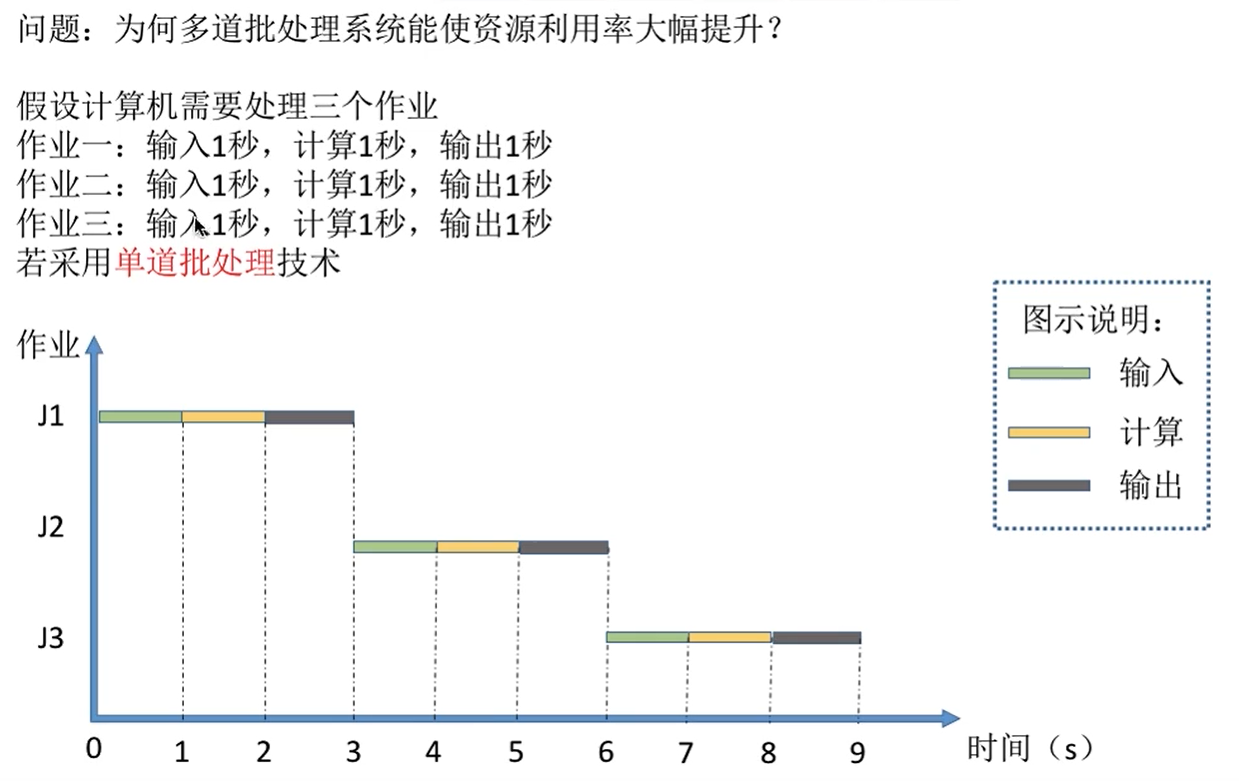 问题：为何多道批处理系统能使资源利用率大幅提升？
假设计算机需要处理三个作业
作业一：输入1秒，计算1秒，输出1秒
作业二：输入1秒，计算1秒，输出1秒
作业三：输入1秒，计算1秒，输出1秒
若采用单道批处理技术
图示说明：
输入
计算
输出
作业
J1
J2
J3
0 1 2 3 4 5 6 7 8 9 时间（s）